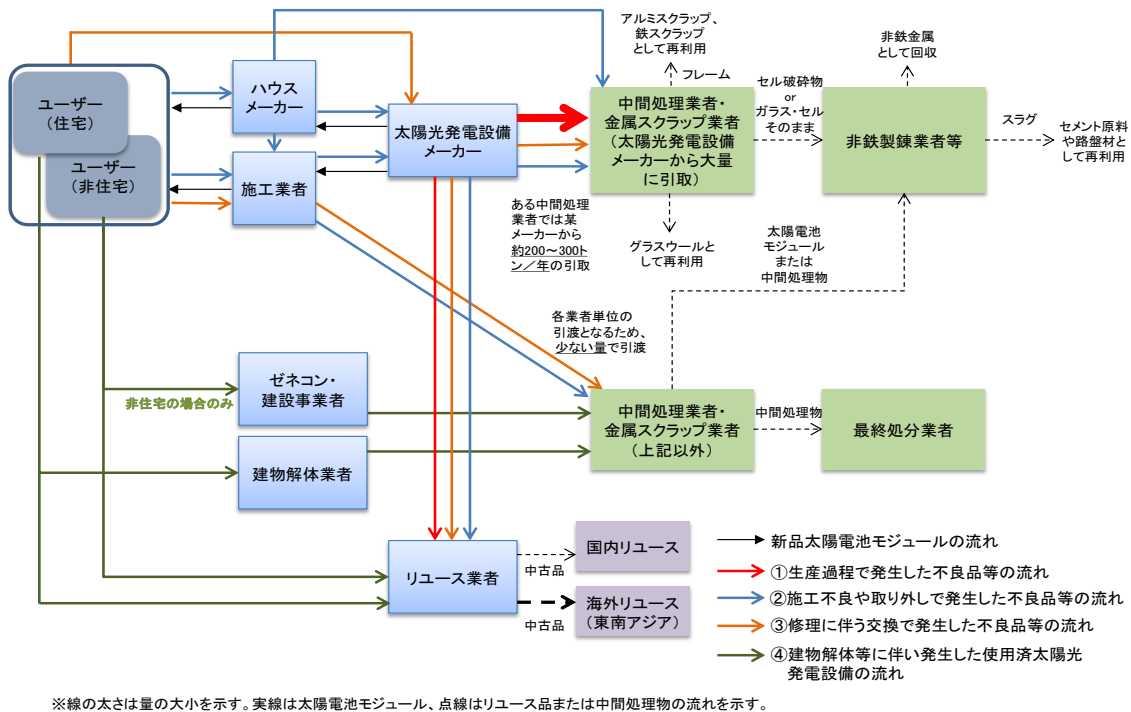 アルミスクラップ、
鉄スクラップ
として再利用
非鉄金属
として回収
フレーム
ハウス
メーカー
ユーザー
(住宅)
ユーザー
(非住宅)
太陽光発電設備
メーカー
施工業者
中間処理業者・
金属スクラップ業者
(太陽光発電設備
メーカーから大量
に引取)
セル破砕物
or
ガラス・セル
そのまま
非鉄製錬業者等
スラグ
セメント原料
や路盤材と
して再利用
ある中間処理
業者では某
メーカーから
約200~300ト
ン/年の引取
グラスウールと
して再利用
太陽電池
モジュール
または
中間処理物
各業者単位の
引渡となるため、
少ない量で引渡
非住宅の場合のみ
ゼネコン・
建設事業者
建物解体業者
中間処理業者・
金属スクラップ業者
(上記以外)
中間処理物
最終処分業者
リユース業者
中古品
国内リユース
中古品
海外リユース
(東南アジア)
新品太陽電池モジュールの流れ
①生産過程で発生した不良品等の流れ
②施工不良や取り外しで発生した不良品等の流れ
③修理に伴う交換で発生した不良品等の流れ
④建物解体等に伴い発生した使用済太陽光
発電設備の流れ
※線の太さは量の大小を示す。実線は太陽電池モジュール、点線はリユース品または中間処理物の流れを示す。